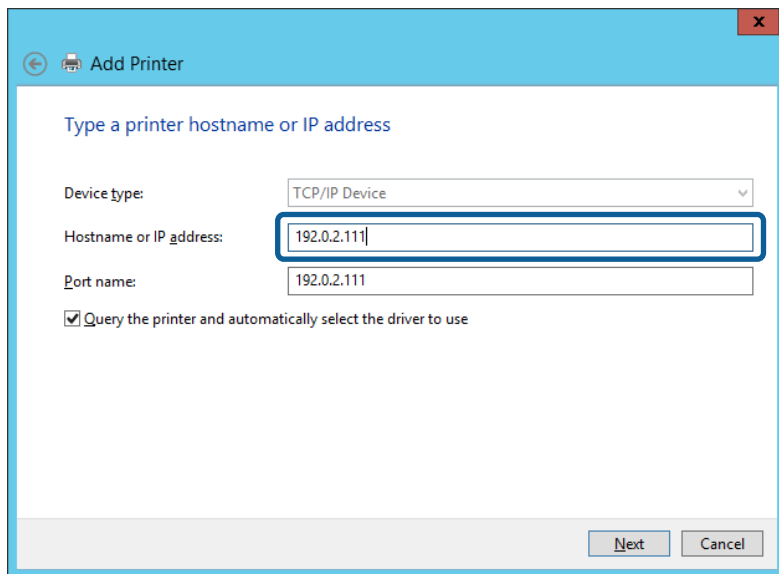 x
Add Printer
Type a printer hostname or IP address
Device type: TCP/IP Device
Hostname or IP address: 192.0.2.111
Port name: 192.0.2.111
Query the printer and automatically select the driver to use
Next Cancel